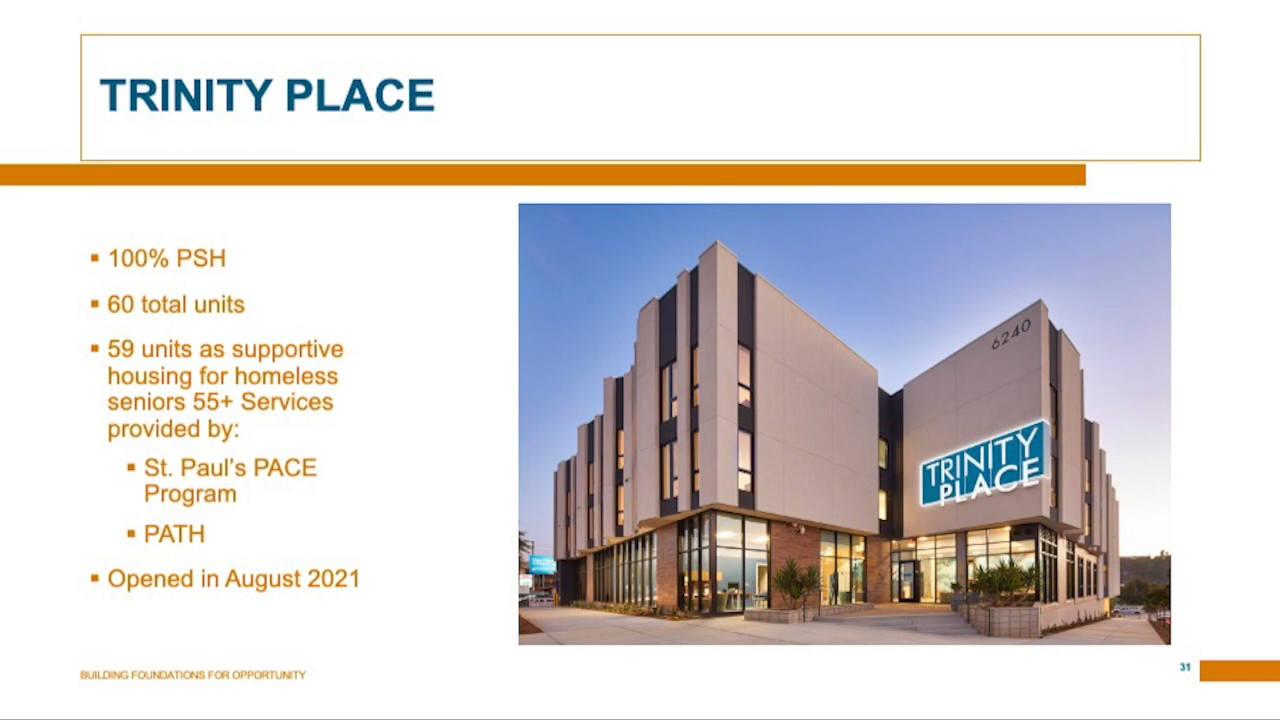 TRINITY PLACE
▪ 100% PSH
▪ 60 total units
▪ 59 units as supportive
housing for homeless
seniors 55+ Services
provided by:
▪ St. Paul's PACE
Program
▪ PATH
▪ Opened in August 2021
6240
TRINITY
PLACE
BUILDING FOUNDATIONS FOR OPPORTUNITY
31